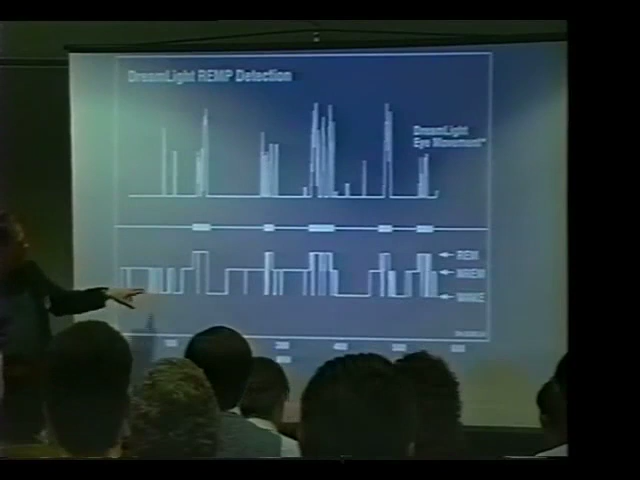 DreamLight REMP Detection
DreamLight
Eye Movement*
REM
NREM
WAKE